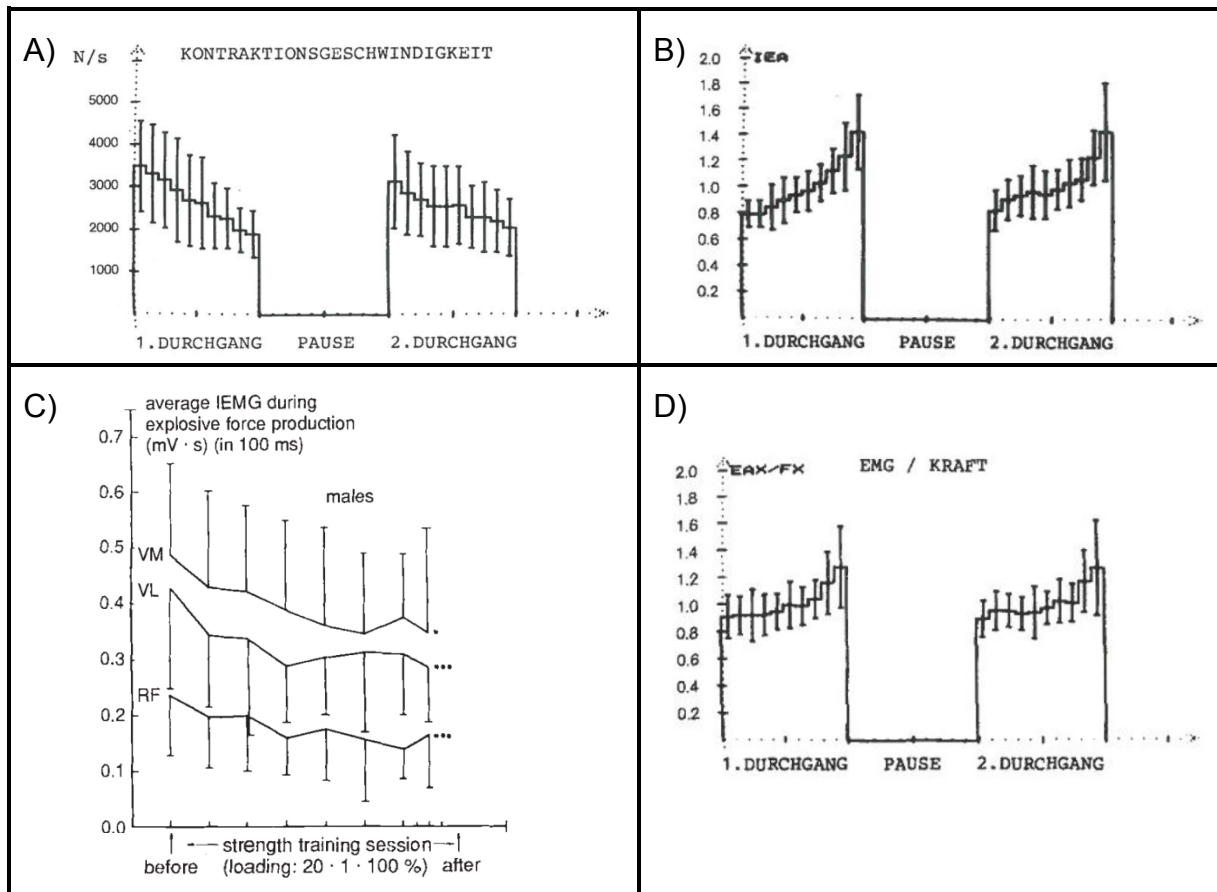 A)
N/s KONTRAKTIONSGESCHWINDIGKEIT
5000
4000
3000
2000
1000
1.DURCHGANG PAUSE 2.DURCHGANG
B)
IEA
2.0
1.8
1.6
1.4
1.2
1.0
0.8
0.6
0.4
0.2
1.DURCHGANG PAUSE 2.DURCHGANG
C)
average IEMG during
explosive force production
(mV · s) (in 100 ms)
0.7
0.6
0.5
0.4
0.3
0.2
0.1
0.0
males
VM
VL
RF
*
***
***
strength training session
before (loading: 20 · 1 · 100 %) after
D)
EAX/FX EMG / KRAFT
2.0
1.8
1.6
1.4
1.2
1.0
0.8
0.6
0.4
0.2
1.DURCHGANG PAUSE 2.DURCHGANG